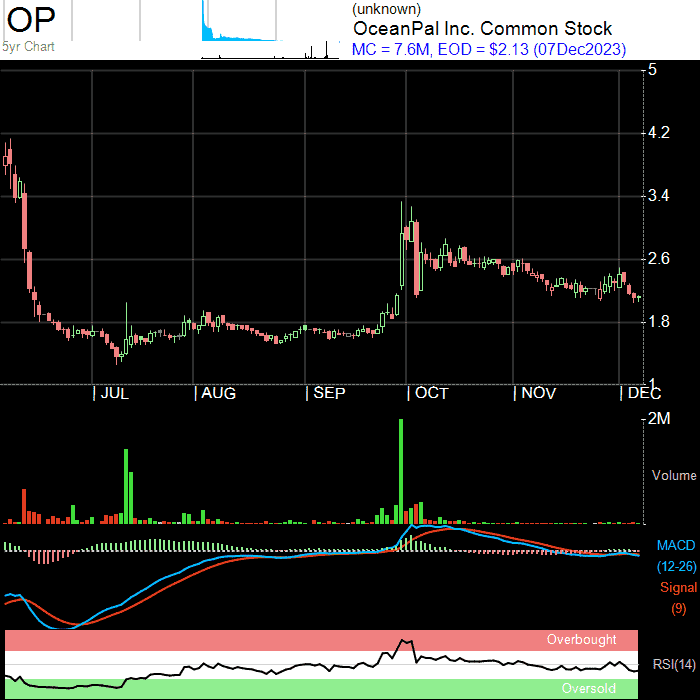 OP
5yr Chart
(unknown)
OceanPal Inc. Common Stock
MC = 7.6M, EOD = $2.13 (07Dec2023)
5
4.2
3.4
2.6
1.8
1
JUL AUG SEP OCT NOV DEC
2M
Volume
MACD
(12-26)
Signal
(9)
Overbought
RSI(14)
Oversold